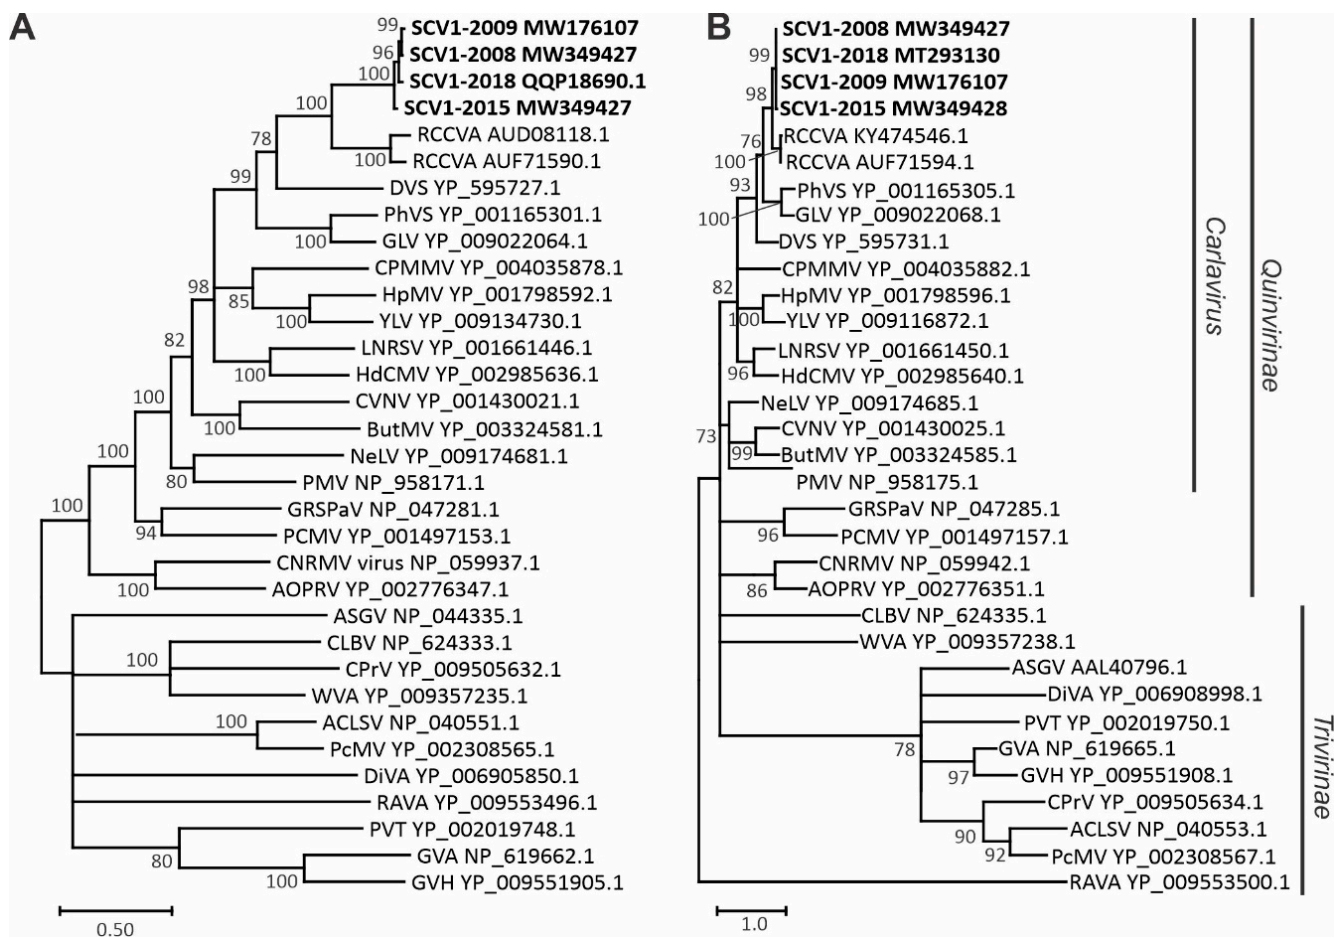 A
99
SCV1-2009 MW176107
96
SCV1-2008 MW349427
100
SCV1-2018 QQP18690.1
100
SCV1-2015 MW349427
78
RCCVA AUD08118.1
100
RCCVA AUF71590.1
99
DVS YP_595727.1
PhVS YP_001165301.1
100
GLV YP_009022064.1
CPMMV YP_004035878.1
98
85
HpMV YP_001798592.1
100
YLV YP_009134730.1
82
LNRSV YP_001661446.1
100
HdCMV YP_002985636.1
100
CVNV YP_001430021.1
100
ButMV YP_003324581.1
100
NeLV YP_009174681.1
80
PMV NP_958171.1
100
GRSPaV NP_047281.1
94
PCMV YP_001497153.1
CNRMV virus NP_059937.1
100
AOPRV YP_002776347.1
ASGV NP_044335.1
CLBV NP_624333.1
100
CPrV YP_009505632.1
WVA YP_009357235.1
100
ACLSV NP_040551.1
PcMV YP_002308565.1
DiVA YP_006905850.1
RAVA YP_009553496.1
PVT YP_002019748.1
80
GVA NP_619662.1
100
GVH YP_009551905.1
0.50
B
SCV1-2008 MW349427
99
SCV1-2018 MT293130
98
SCV1-2009 MW176107
SCV1-2015 MW349428
76
RCCVA KY474546.1
100
RCCVA AUF71594.1
93
PhVS YP_001165305.1
100
GLV YP_009022068.1
DVS YP_595731.1
CPMMV YP_004035882.1
82
HpMV YP_001798596.1
100
YLV YP_009116872.1
LNRSV YP_001661450.1
96
HdCMV YP_002985640.1
NeLV YP_009174685.1
73
CVNV YP_001430025.1
99
ButMV YP_003324585.1
PMV NP_958175.1
GRSPaV NP_047285.1
96
PCMV YP_001497157.1
CNRMV NP_059942.1
86
AOPRV YP_002776351.1
CLBV NP_624335.1
WVA YP_009357238.1
ASGV AAL40796.1
DiVA YP_006908998.1
PVT YP_002019750.1
78
GVA NP_619665.1
97
GVH YP_009551908.1
CPrV YP_009505634.1
90
ACLSV NP_040553.1
92
PcMV YP_002308567.1
RAVA YP_009553500.1
1.0
Carlavirus
Quinvirinae
Trivirinae